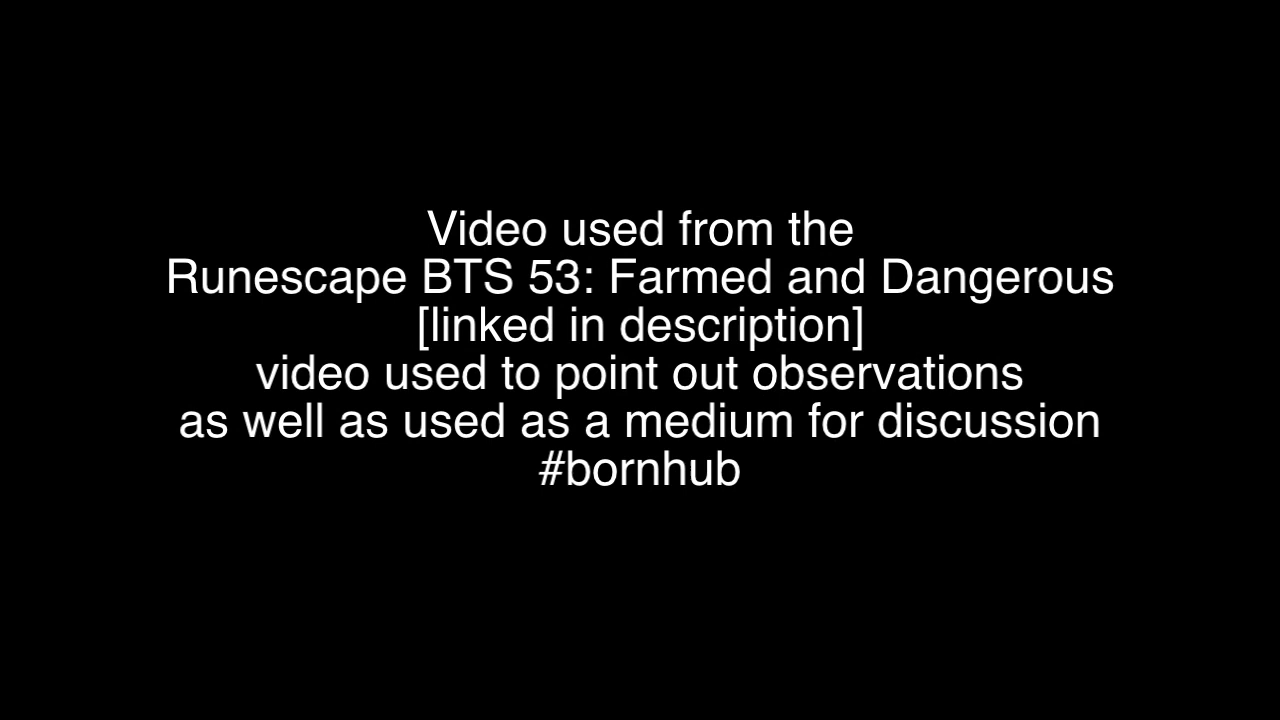 Video used from the
Runescape BTS 53: Farmed and Dangerous
[linked in description]
video used to point out observations
as well as used as a medium for discussion
#bornhub